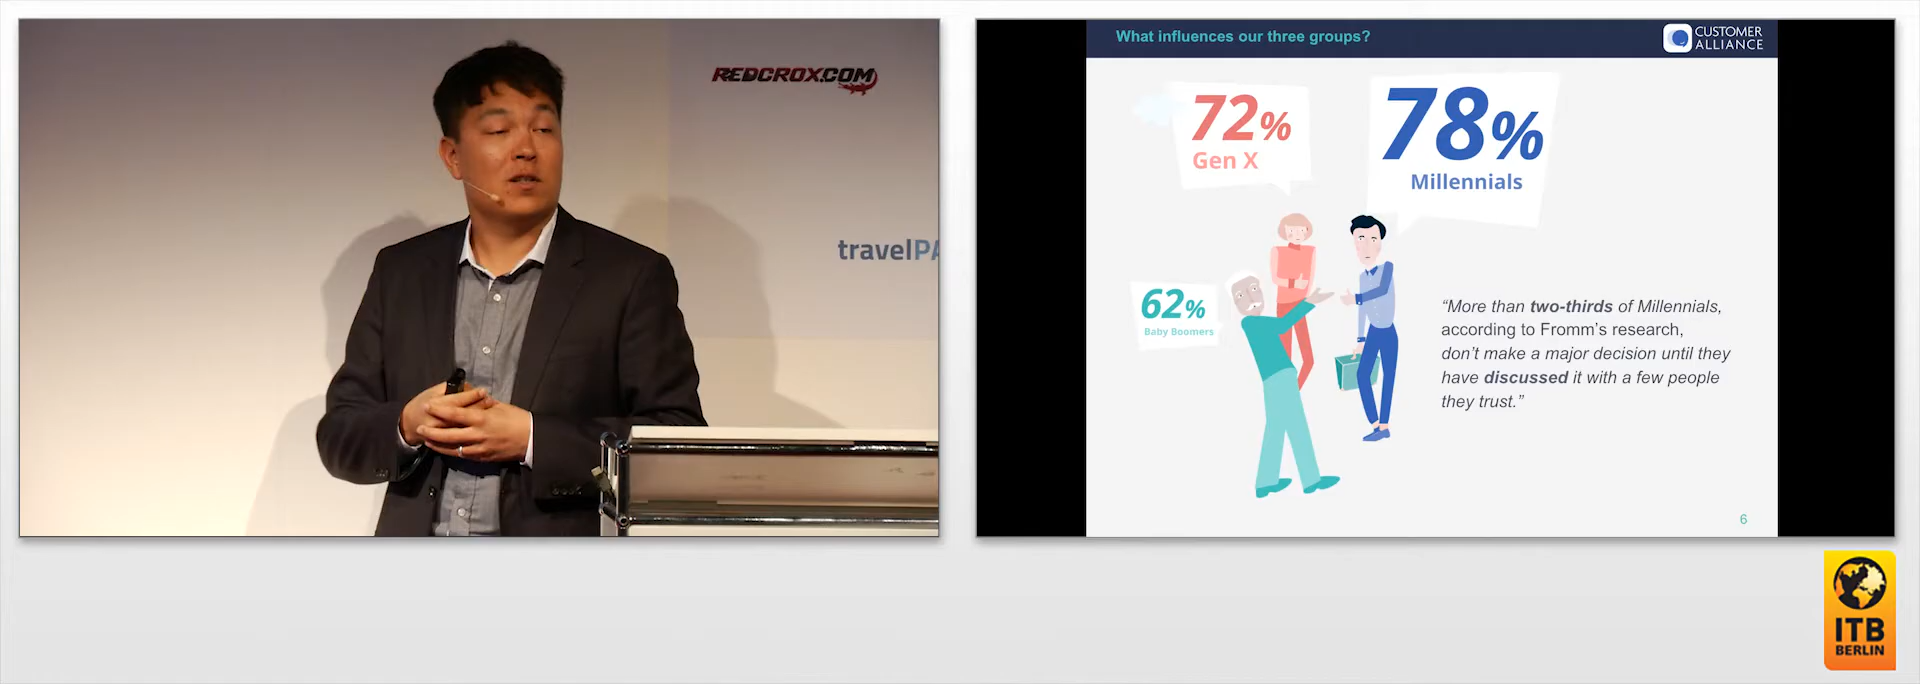 REDCROX.COM
travelPA
What influences our three groups?
CUSTOMER
ALLIANCE
72%
Gen X
78%
Millennials
62%
Baby Boomers
“More than two-thirds of Millennials,
according to Fromm’s research,
don’t make a major decision until they
have discussed it with a few people
they trust.”
6
ITB
BERLIN